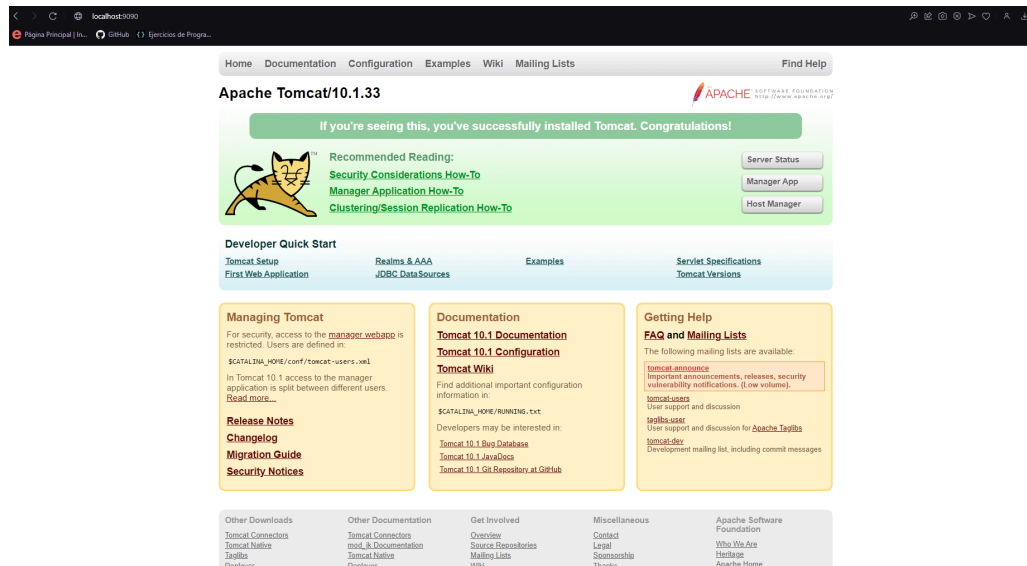 localhost:9090
Página Principal | In... GitHub Ejercicios de Progra...
Home Documentation Configuration Examples Wiki Mailing Lists Find Help
Apache Tomcat/10.1.33
APACHE SOFTWARE FOUNDATION
http://www.apache.org/
If you're seeing this, you've successfully installed Tomcat. Congratulations!
TM
Recommended Reading:
Security Considerations How-To
Manager Application How-To
Clustering/Session Replication How-To
Server Status
Manager App
Host Manager
Developer Quick Start
Tomcat Setup
First Web Application
Realms & AAA
JDBC DataSources
Examples
Servlet Specifications
Tomcat Versions
Managing Tomcat
For security, access to the manager webapp is
restricted. Users are defined in:
$CATALINA_HOME/conf/tomcat-users.xml
In Tomcat 10.1 access to the manager
application is split between different users.
Read more...
Release Notes
Changelog
Migration Guide
Security Notices
Documentation
Tomcat 10.1 Documentation
Tomcat 10.1 Configuration
Tomcat Wiki
Find additional important configuration
information in:
$CATALINA_HOME/RUNNING.txt
Developers may be interested in:
Tomcat 10.1 Bug Database
Tomcat 10.1 JavaDocs
Tomcat 10.1 Git Repository at GitHub
Getting Help
FAQ and Mailing Lists
The following mailing lists are available:
tomcat-announce
Important announcements, releases, security
vulnerability notifications. (Low volume).
tomcat-users
User support and discussion
taglibs-user
User support and discussion for Apache Taglibs
tomcat-dev
Development mailing list, including commit messages
Other Downloads
Tomcat Connectors
Tomcat Native
Taglibs
Deployer
Other Documentation
Tomcat Connectors
mod_jk Documentation
Tomcat Native
Deployer
Get Involved
Overview
Source Repositories
Mailing Lists
Wiki
Miscellaneous
Contact
Legal
Sponsorship
Thanks
Apache Software
Foundation
Who We Are
Heritage
Apache Home